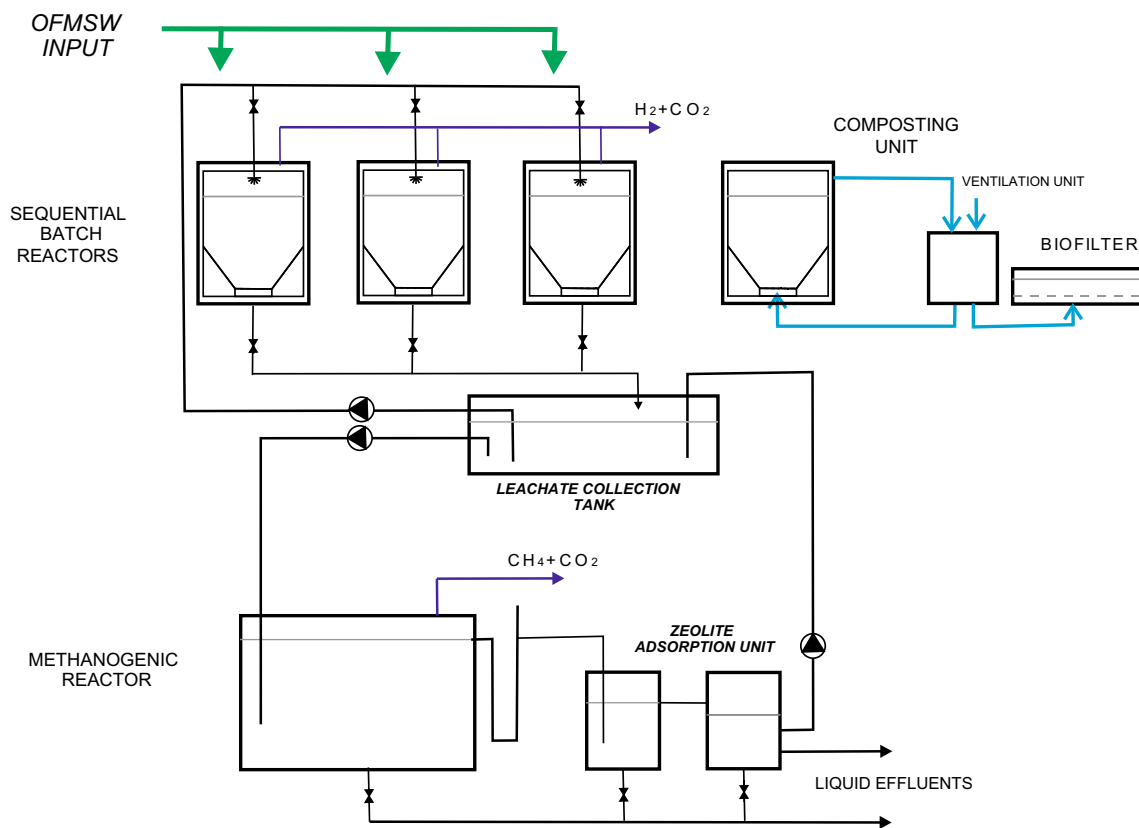 OFMSW
INPUT
H2+CO2
COMPOSTING
UNIT
VENTILATION UNIT
SEQUENTIAL
BATCH
REACTORS
BIOFILTER
LEACHATE COLLECTION
TANK
CH4+CO2
ZEOLITE
ADSORPTION UNIT
METHANOGENIC
REACTOR
LIQUID EFFLUENTS